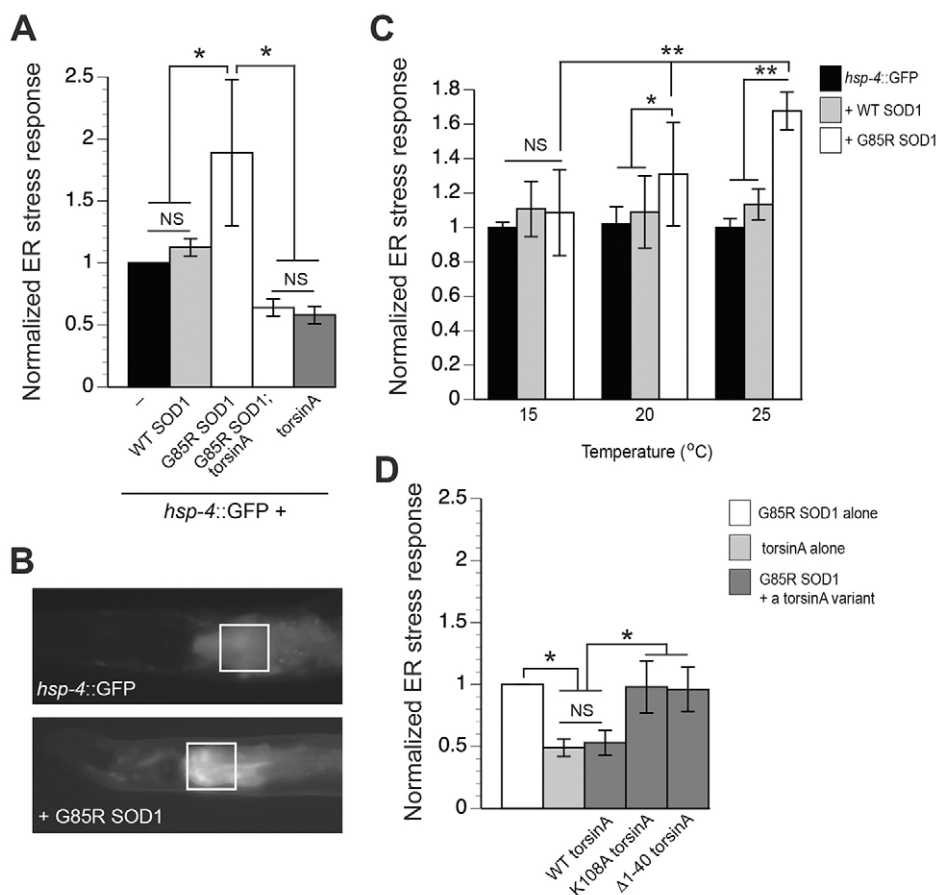 A
Normalized ER stress response
2.5
2
1.5
1
0.5
0
*
*
NS
NS
–
WT SOD1
G85R SOD1
G85R SOD1;
torsinA
torsinA
hsp-4::GFP +
B
hsp-4::GFP
+ G85R SOD1
C
Normalized ER stress response
1.8
1.6
1.4
1.2
1
0.8
0.6
0.4
0.2
0
NS
*
**
**
15
20
25
Temperature (°C)
hsp-4::GFP
+ WT SOD1
+ G85R SOD1
D
Normalized ER stress response
2.5
2
1.5
1
0.5
0
*
NS
*
WT torsinA
K108A torsinA
Δ1-40 torsinA
G85R SOD1 alone
torsinA alone
G85R SOD1
+ a torsinA variant